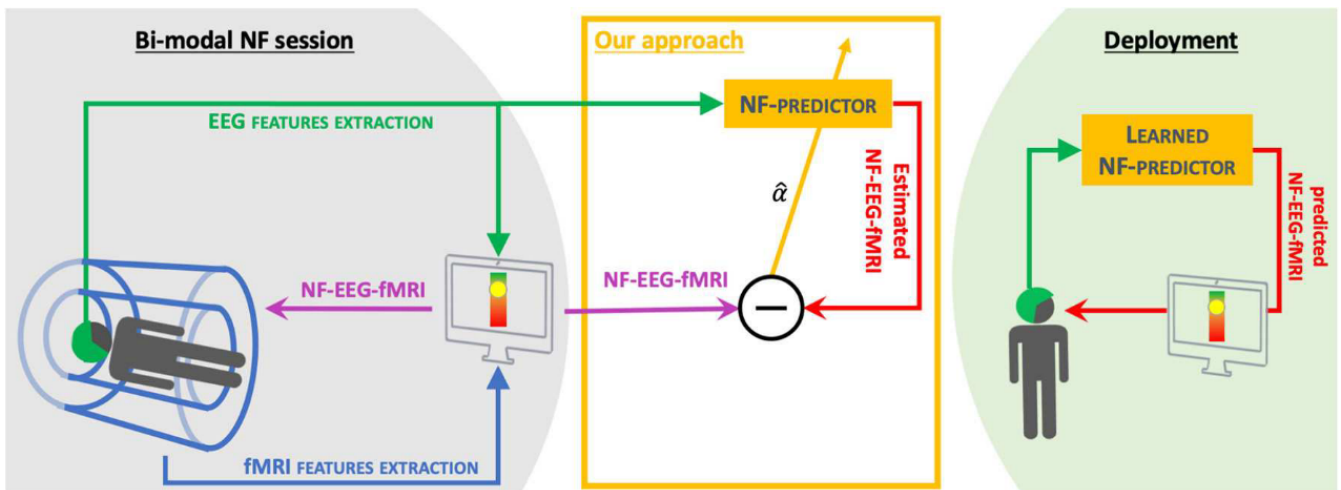 Bi-modal NF session
EEG FEATURES EXTRACTION
NF-EEG-fMRI
fMRI FEATURES EXTRACTION
Our approach
NF-PREDICTOR
Estimated
NF-EEG-fMRI
α̂
NF-EEG-fMRI
Deployment
LEARNED
NF-PREDICTOR
predicted
NF-EEG-fMRI